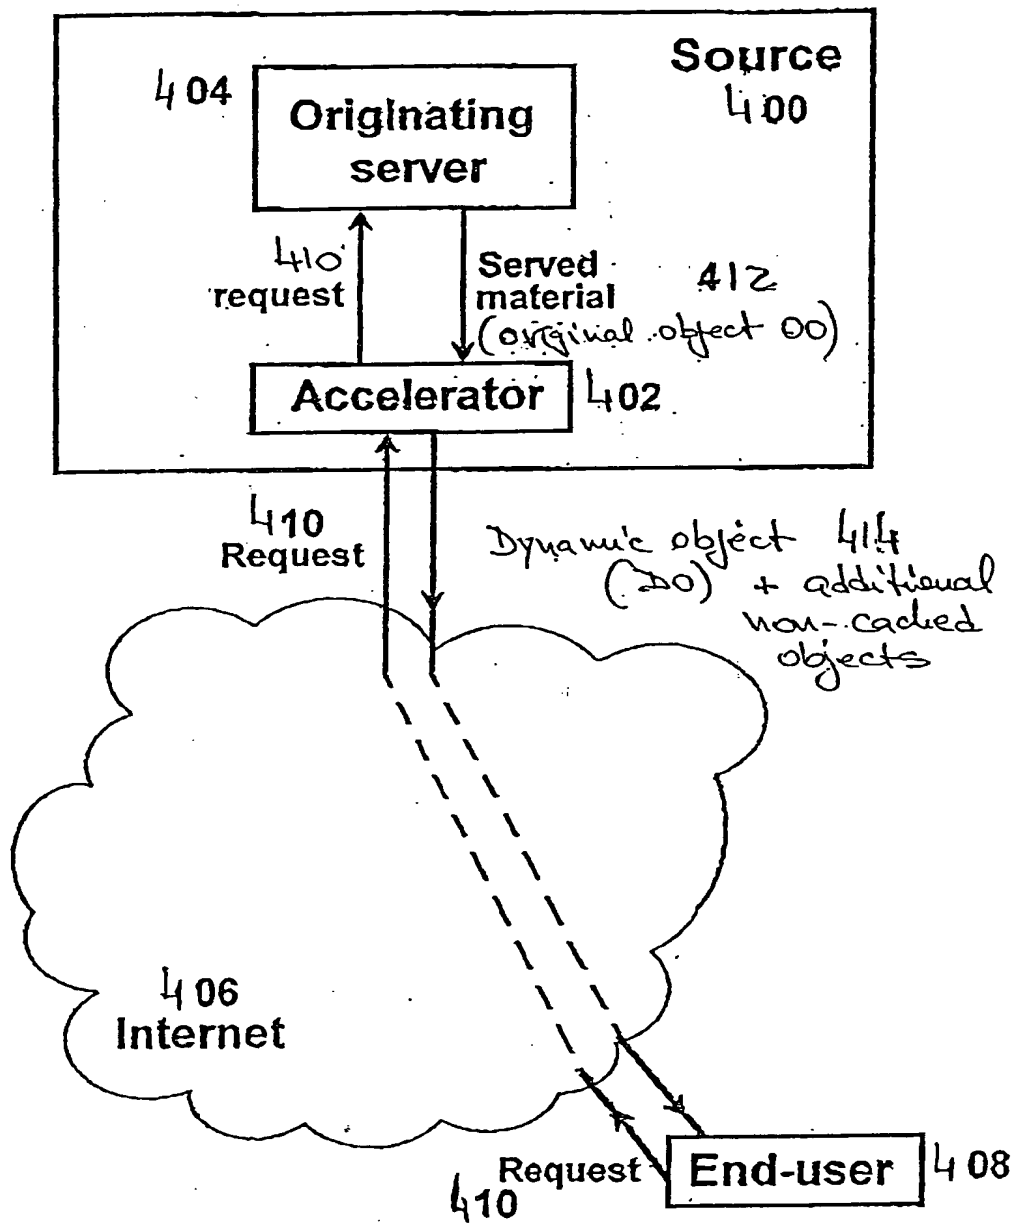 Source
400
404
Originating
server
410
request
Served
material
412
(original object OO)
Accelerator
402
410
Request
Dynamic object 414
(DO) + additional
non-cached
objects
406
Internet
Request
410
End-user
408